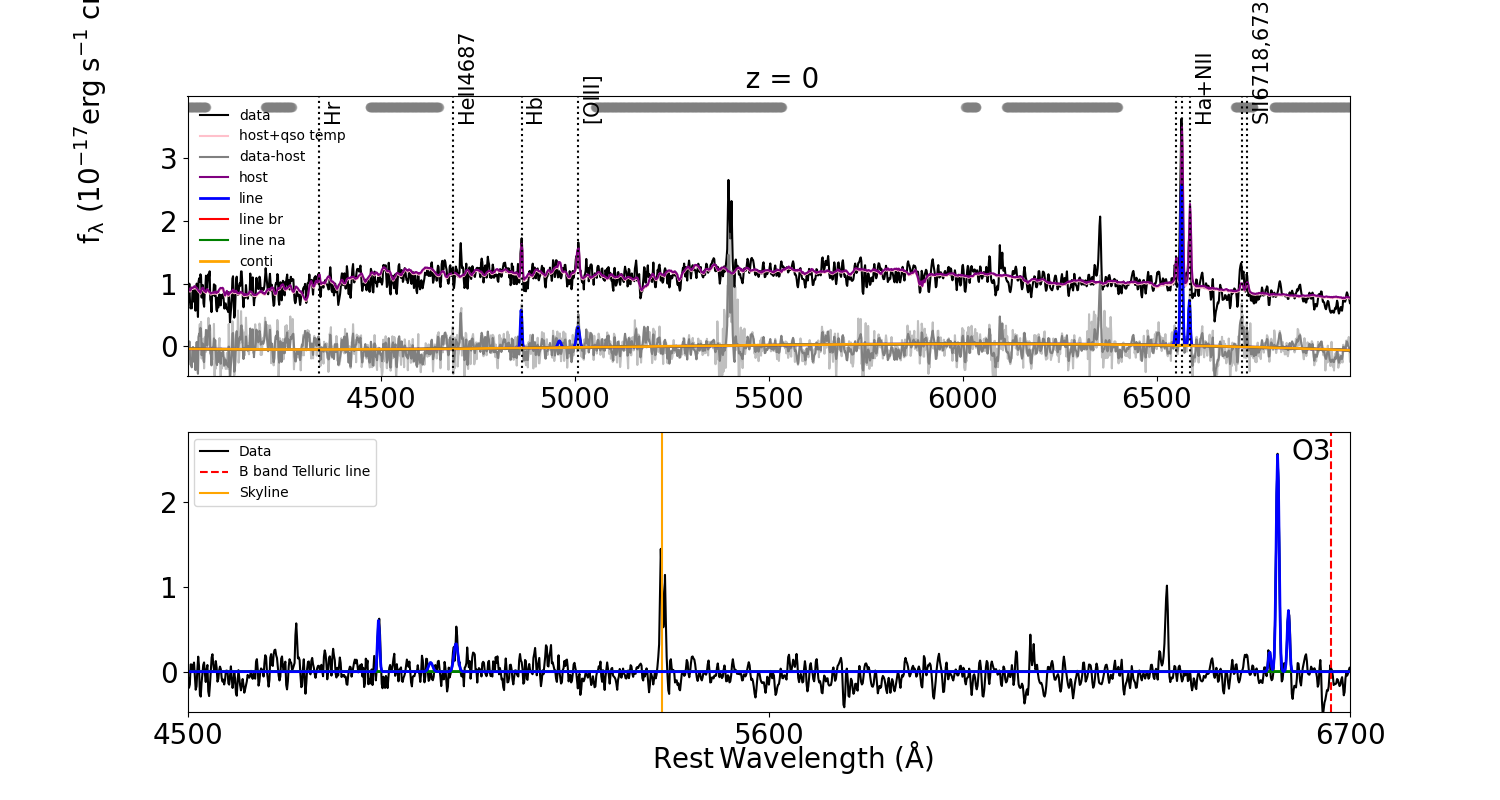 f_λ (10^−17 erg s^−1
z = 0
Hr
HeII4687
Hb
[OIII]
Ha+NII
SII6718,673
data
host+qso temp
data-host
host
line
line br
line na
conti
3
2
1
0
4500 5000 5500 6000 6500
Data
B band Telluric line
Skyline
O3
2
1
0
4500 5600 6700
Rest Wavelength (Å)